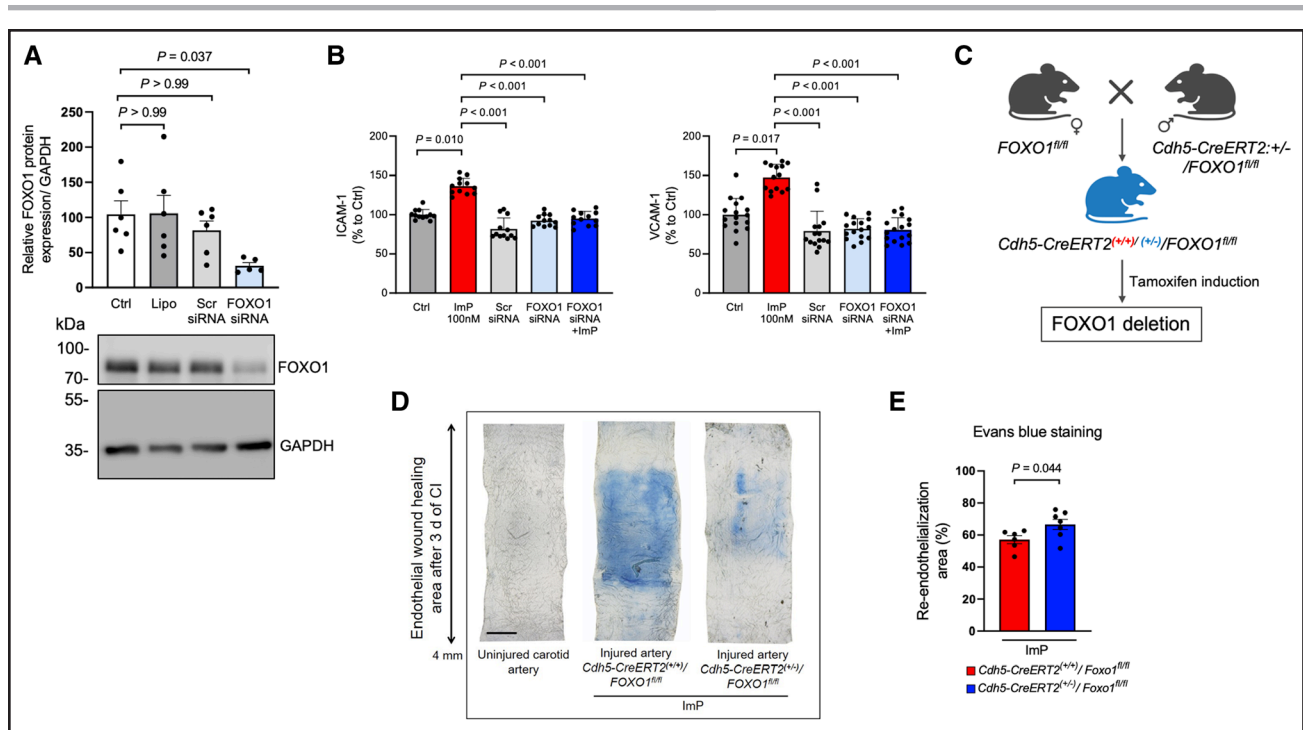 A
P = 0.037
P > 0.99
P > 0.99
Relative FOXO1 protein
expression/ GAPDH
250
200
150
100
50
0
Ctrl
Lipo
Scr
siRNA
FOXO1
siRNA
kDa
100-
70-
FOXO1
55-
35-
GAPDH
B
P < 0.001
P < 0.001
P < 0.001
P = 0.010
ICAM-1
(% to Ctrl)
200
150
100
50
0
Ctrl
ImP
100nM
Scr
siRNA
FOXO1
siRNA
FOXO1
siRNA
+ImP
P < 0.001
P < 0.001
P < 0.001
P = 0.017
VCAM-1
(% to Ctrl)
200
150
100
50
0
Ctrl
ImP
100nM
Scr
siRNA
FOXO1
siRNA
FOXO1
siRNA
+ImP
C
♀
♂
FOXO1fl/fl
Cdh5-CreERT2:+/-
/FOXO1fl/fl
Cdh5-CreERT2(+/+)/ (+/-)/FOXO1fl/fl
Tamoxifen induction
FOXO1 deletion
D
Endothelial wound healing
area after 3 d of CI
4 mm
Uninjured carotid
artery
Injured artery
Cdh5-CreERT2(+/+)/
FOXO1fl/fl
Injured artery
Cdh5-CreERT2(+/-)/
FOXO1fl/fl
ImP
E
Evans blue staining
P = 0.044
Re-endothelialization
area (%)
100
80
60
40
20
0
ImP
Cdh5-CreERT2(+/+)/ Foxo1fl/fl
Cdh5-CreERT2(+/-)/ Foxo1fl/fl